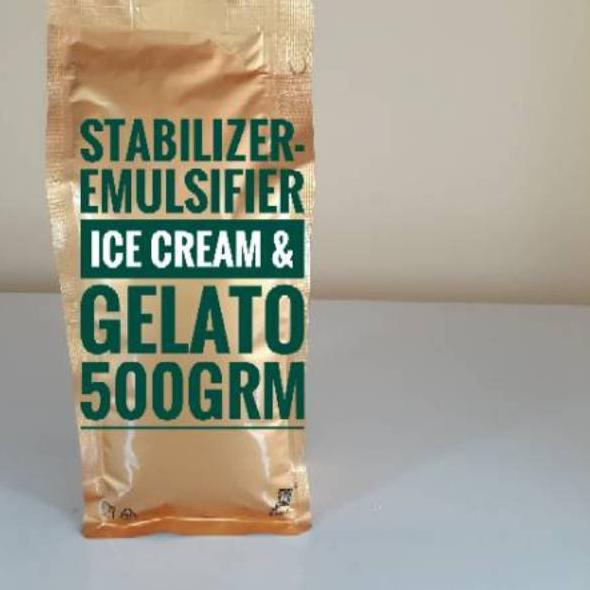 STABILIZER-
EMULSIFIER
ICE CREAM &
GELATO
500GRM